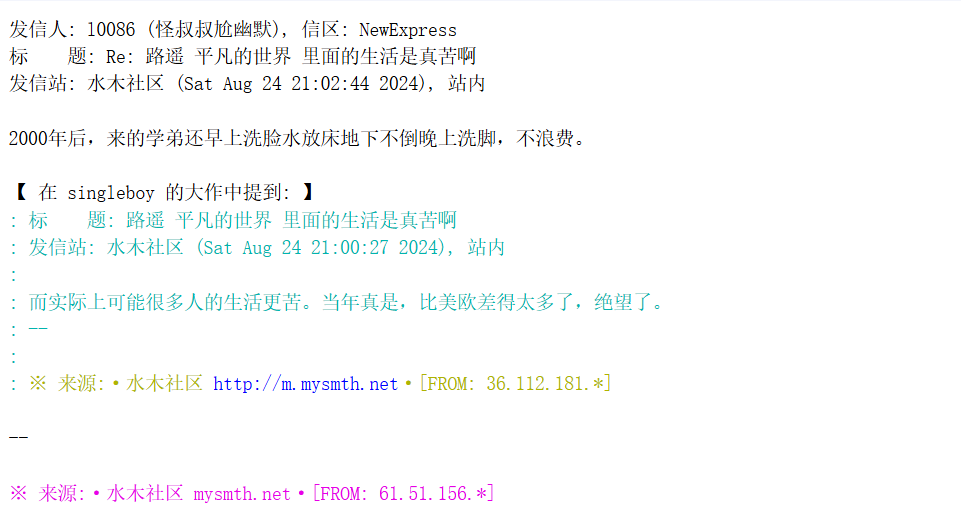 发信人: 10086 (怪叔叔尬幽默), 信区: NewExpress
标    题: Re: 路遥 平凡的世界 里面的生活是真苦啊
发信站: 水木社区 (Sat Aug 24 21:02:44 2024), 站内
2000年后，来的学弟还早上洗脸水放床地下不倒晚上洗脚，不浪费。
【 在 singleboy 的大作中提到: 】
: 标    题: 路遥 平凡的世界 里面的生活是真苦啊
: 发信站: 水木社区 (Sat Aug 24 21:00:27 2024), 站内
:
: 而实际上可能很多人的生活更苦。当年真是，比美欧差得太多了，绝望了。
: --
:
: ※ 来源:·水木社区 http://m.mysmth.net·[FROM: 36.112.181.*]
--
※ 来源:·水木社区 mysmth.net·[FROM: 61.51.156.*]